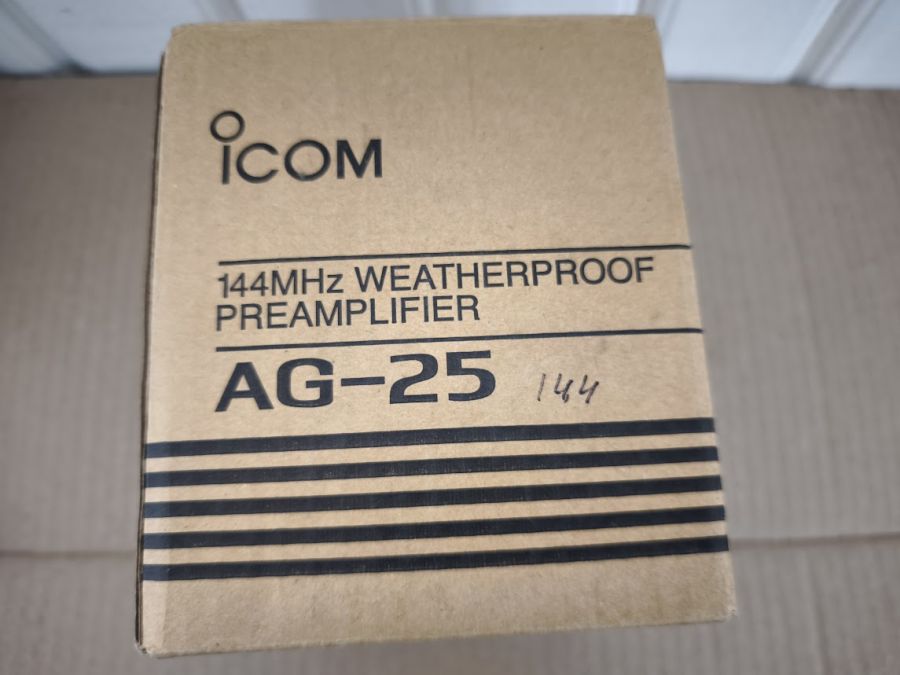 ICOM
144MHz WEATHERPROOF
PREAMPLIFIER
AG-25 144